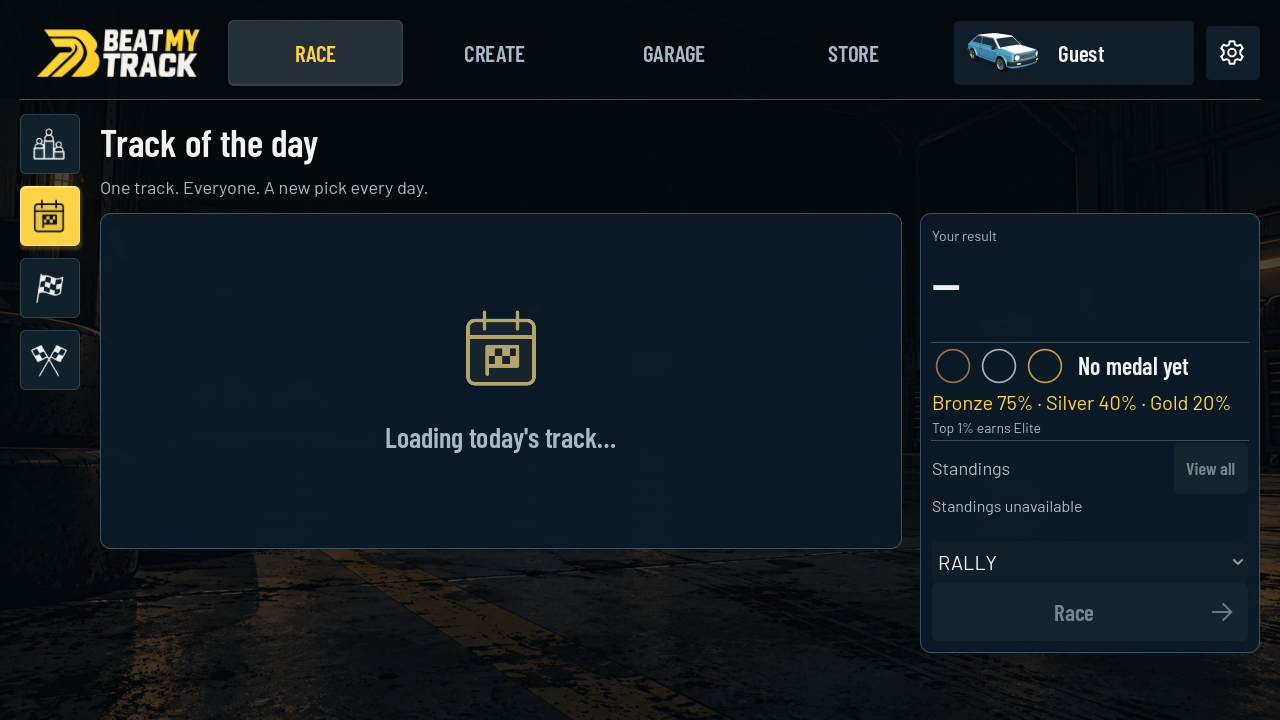 BEATMY
TRACK
RACE
CREATE
GARAGE
STORE
Guest
Track of the day
One track. Everyone. A new pick every day.
Loading today's track...
Your result
—
No medal yet
Bronze 75% · Silver 40% · Gold 20%
Top 1% earns Elite
Standings
View all
Standings unavailable
RALLY
Race